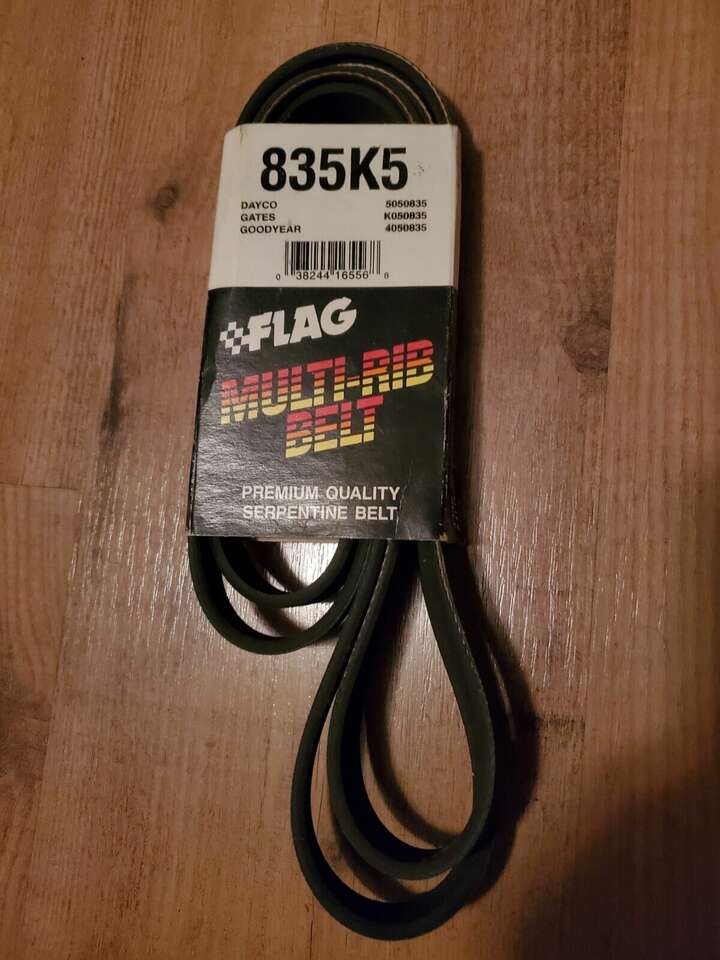 835K5
DAYCO 5050835
GATES K050835
GOODYEAR 4050835
0 38244 16556 8
FLAG
MULTI-RIB
BELT
PREMIUM QUALITY
SERPENTINE BELT